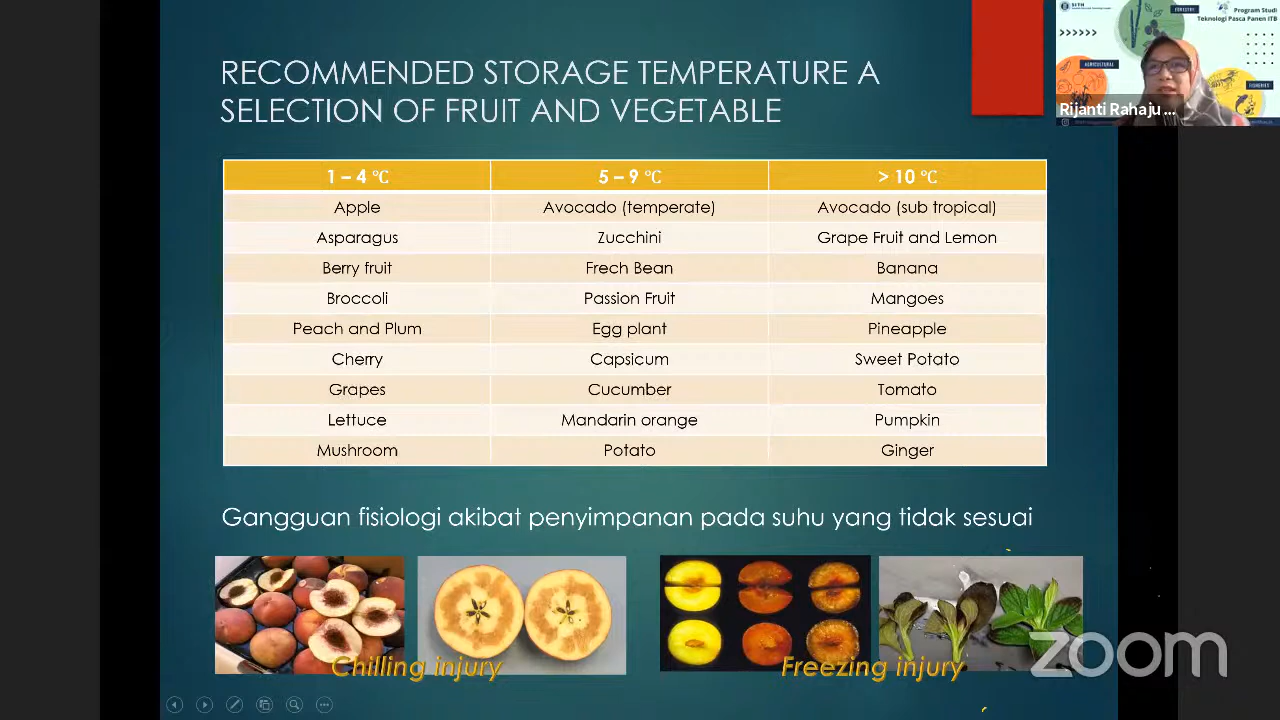 RECOMMENDED STORAGE TEMPERATURE A
SELECTION OF FRUIT AND VEGETABLE
1 – 4 ℃ 5 – 9 ℃ > 10 ℃
Apple Avocado (temperate) Avocado (sub tropical)
Asparagus Zucchini Grape Fruit and Lemon
Berry fruit Frech Bean Banana
Broccoli Passion Fruit Mangoes
Peach and Plum Egg plant Pineapple
Cherry Capsicum Sweet Potato
Grapes Cucumber Tomato
Lettuce Mandarin orange Pumpkin
Mushroom Potato Ginger
Gangguan fisiologi akibat penyimpanan pada suhu yang tidak sesuai
Chilling injury
Freezing injury
zoom
SITH
Program Studi
Teknologi Pasca Panen ITB
FORESTRY
>>>>>>
AGRICULTURAL
FISHERIES
Rijanti Rahaju ...